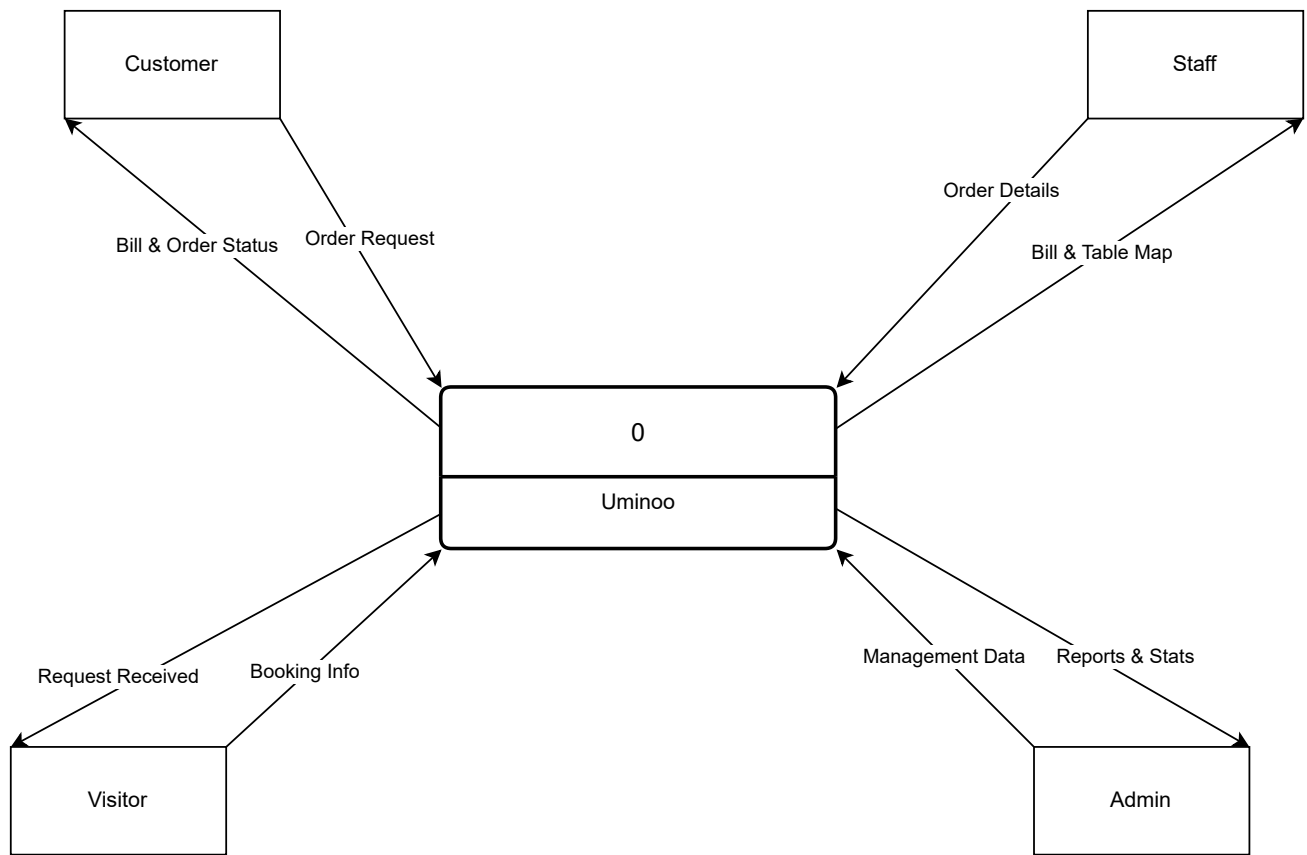 Customer
Staff
Order Details
Order Request
Bill & Order Status
Bill & Table Map
0
Uminoo
Management Data
Reports & Stats
Booking Info
Request Received
Visitor
Admin